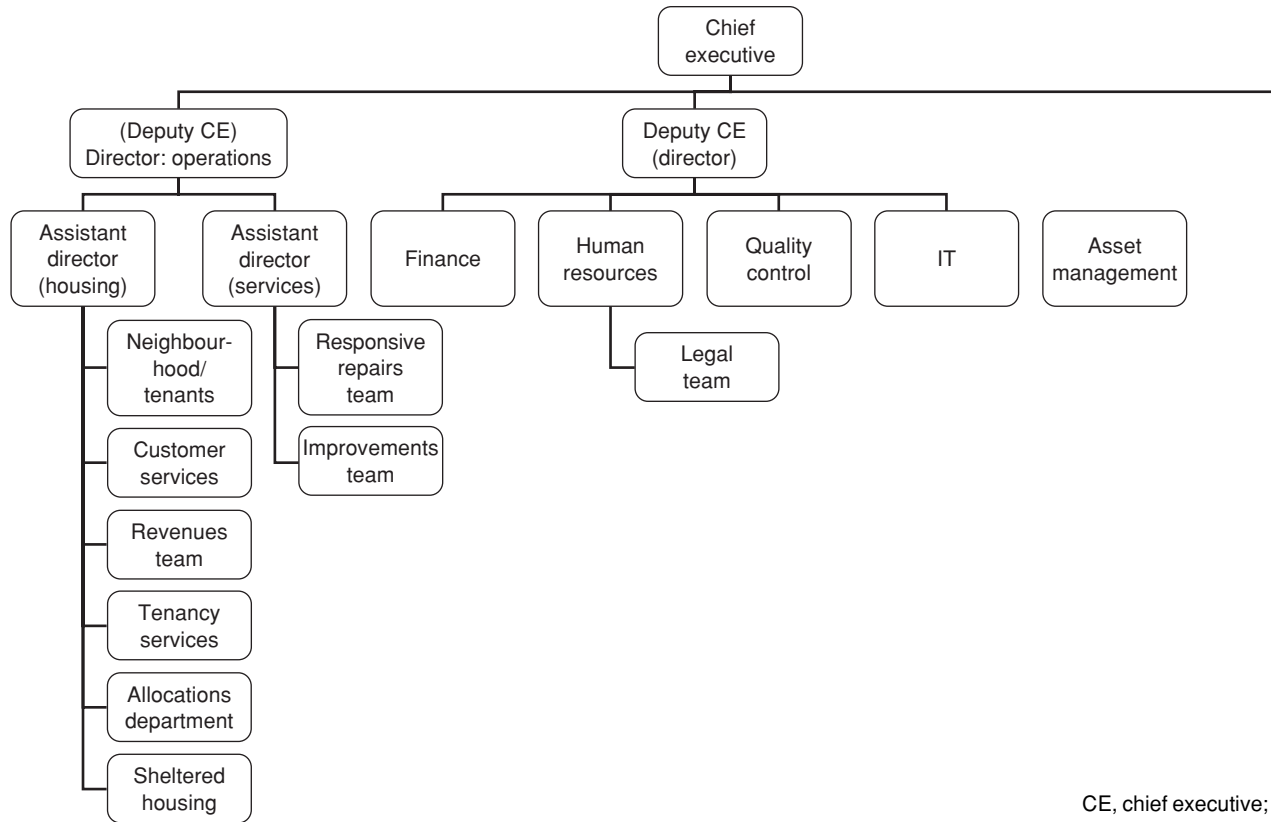 Chief
executive
(Deputy CE)
Director: operations
Deputy CE
(director)
Assistant
director
(housing)
Assistant
director
(services)
Finance
Human
resources
Quality
control
IT
Asset
management
Neighbour-
hood/
tenants
Customer
services
Revenues
team
Tenancy
services
Allocations
department
Sheltered
housing
Responsive
repairs
team
Improvements
team
Legal
team
CE, chief executive;